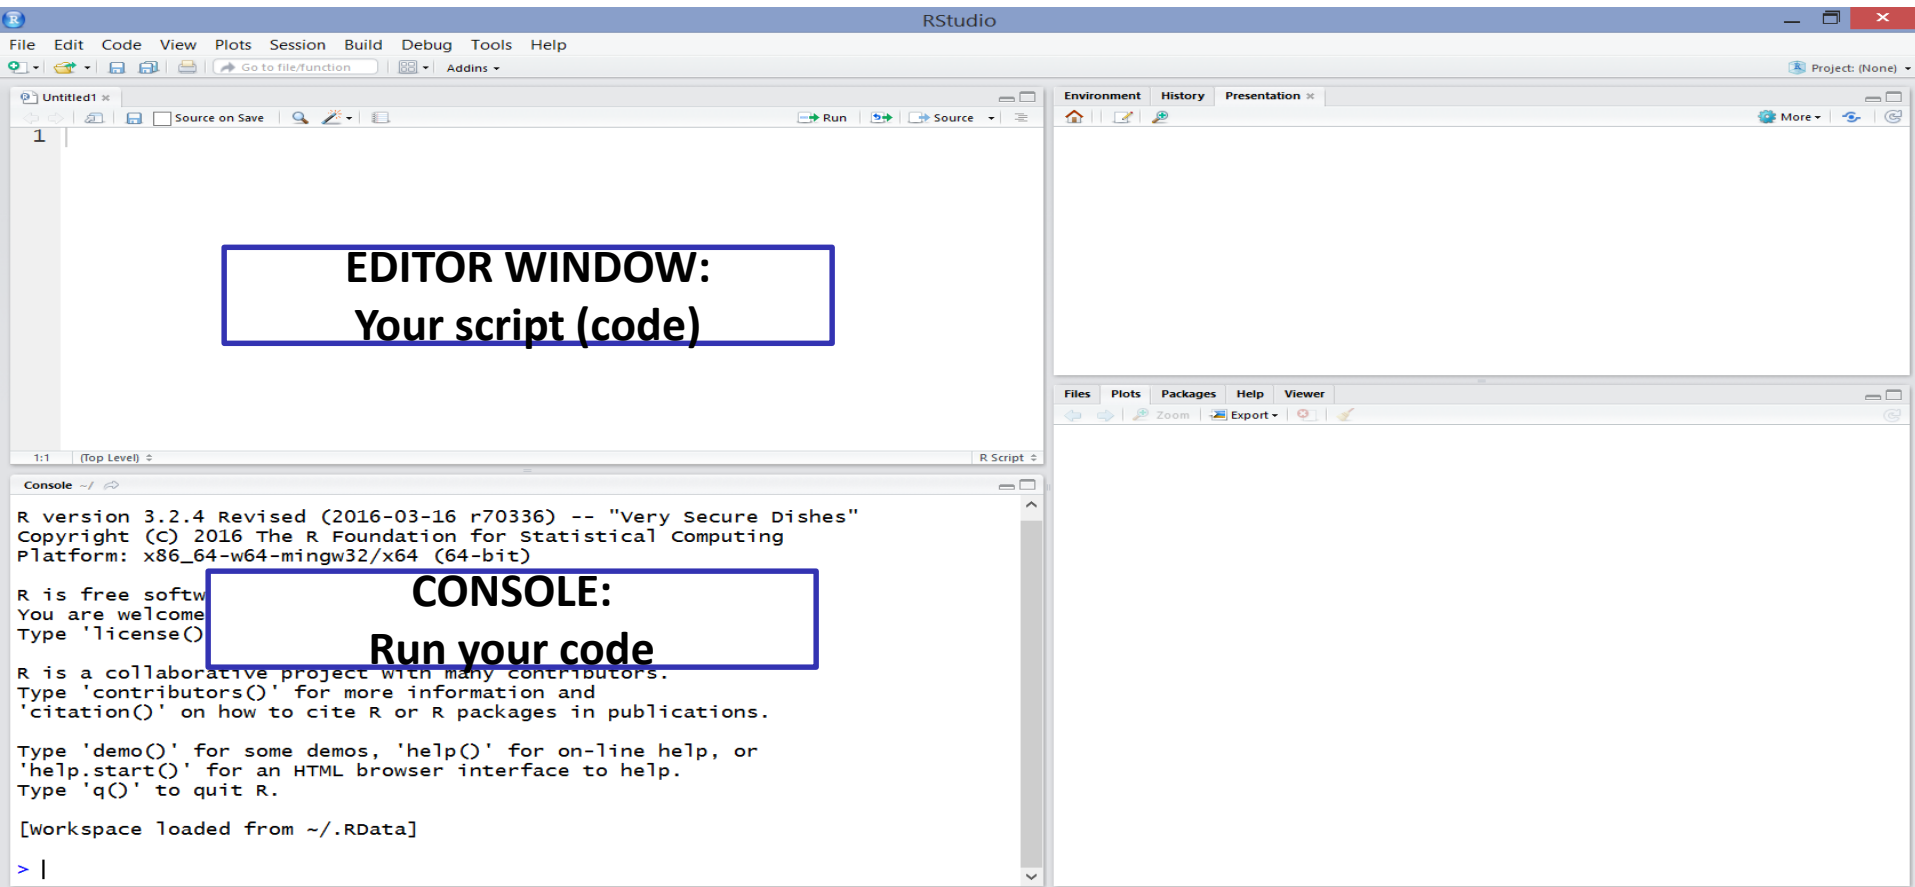 RStudio
File Edit Code View Plots Session Build Debug Tools Help
Go to file/function Addins
Project: (None)
Untitled1
Source on Save Run Source
1
EDITOR WINDOW:
Your script (code)
1:1 (Top Level) R Script
Environment History Presentation
More
Files Plots Packages Help Viewer
Zoom Export
Console ~/
R version 3.2.4 Revised (2016-03-16 r70336) -- "Very Secure Dishes"
Copyright (C) 2016 The R Foundation for Statistical Computing
Platform: x86_64-w64-mingw32/x64 (64-bit)
R is free softw
You are welcome
Type 'license()
CONSOLE:
Run your code
R is a collaborative project with many contributors.
Type 'contributors()' for more information and
'citation()' on how to cite R or R packages in publications.
Type 'demo()' for some demos, 'help()' for on-line help, or
'help.start()' for an HTML browser interface to help.
Type 'q()' to quit R.
[Workspace loaded from ~/.RData]
>